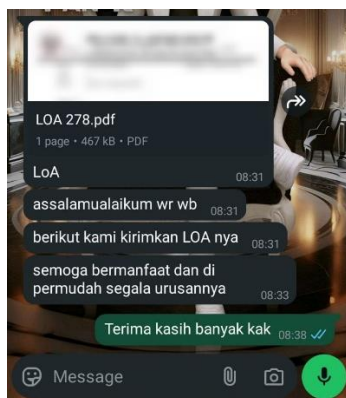 LOA 278.pdf
1 page • 467 kB • PDF
LoA 08:31
assalamualaikum wr wb 08:31
berikut kami kirimkan LOA nya 08:31
semoga bermanfaat dan di
permudah segala urusannya 08:33
Terima kasih banyak kak 08:38
Message